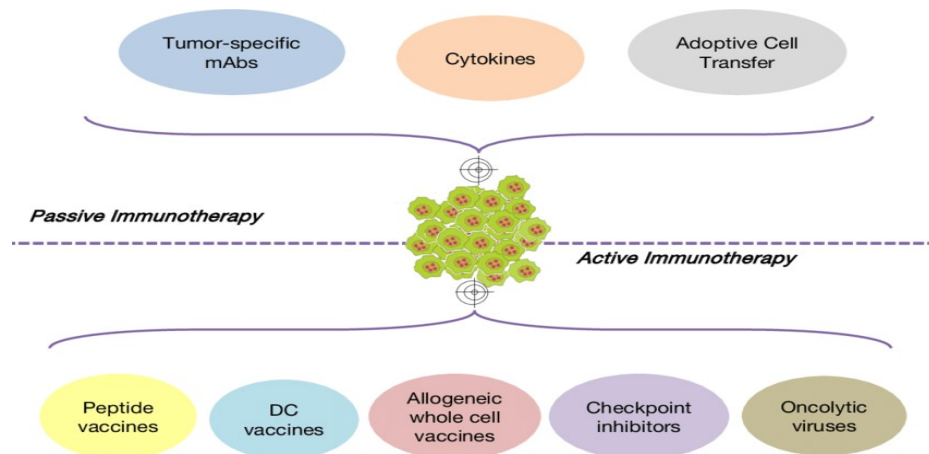 Tumor-specific
mAbs
Cytokines
Adoptive Cell
Transfer
Passive Immunotherapy
Active Immunotherapy
Peptide
vaccines
DC
vaccines
Allogeneic
whole cell
vaccines
Checkpoint
inhibitors
Oncolytic
viruses